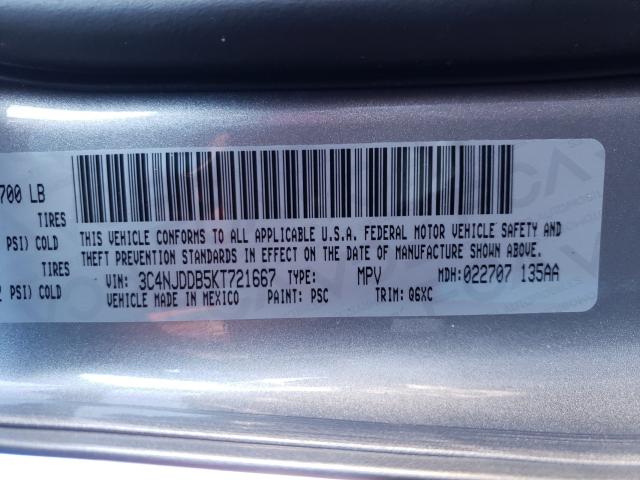 700 LB
TIRES
PSI) COLD
TIRES
PSI) COLD
THIS VEHICLE CONFORMS TO ALL APPLICABLE U.S.A. FEDERAL MOTOR VEHICLE SAFETY AND
THEFT PREVENTION STANDARDS IN EFFECT ON THE DATE OF MANUFACTURE SHOWN ABOVE.
VIN: 3C4NJDDB5KT721667 TYPE: MPV MDH: 022707 135AA
VEHICLE MADE IN MEXICO PAINT: PSC TRIM: Q6XC